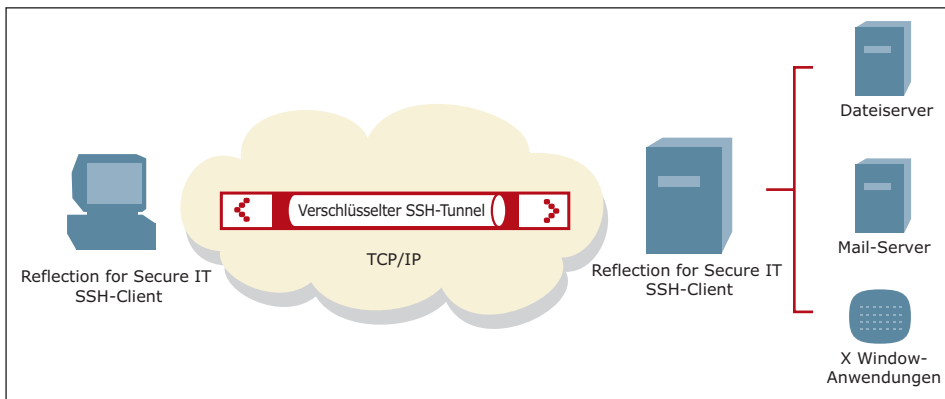 Reflection for Secure IT
SSH-Client
Verschlüsselter SSH-Tunnel
TCP/IP
Reflection for Secure IT
SSH-Client
Dateiserver
Mail-Server
X Window-
Anwendungen